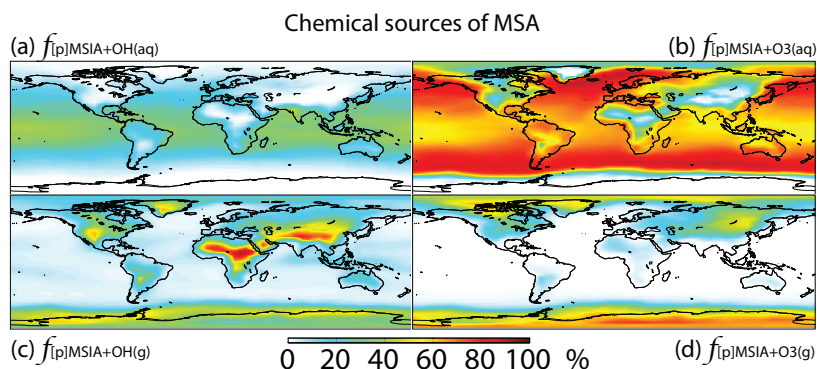 Chemical sources of MSA
(a) f[p]MSIA+OH(aq)
(b) f[p]MSIA+O3(aq)
(c) f[p]MSIA+OH(g)
0 20 40 60 80 100 %
(d) f[p]MSIA+O3(g)